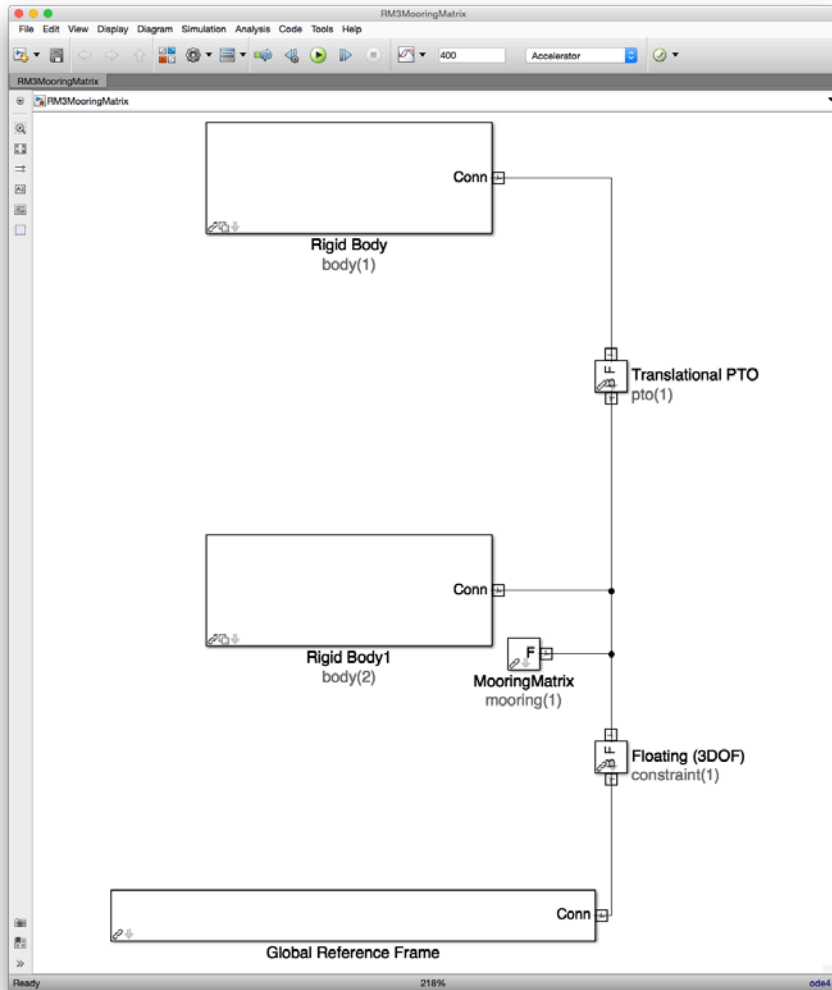 RM3MooringMatrix
File Edit View Display Diagram Simulation Analysis Code Tools Help
400 Accelerator
RM3MooringMatrix
RM3MooringMatrix
Conn
Rigid Body
body(1)
F
Translational PTO
pto(1)
Conn
Rigid Body1
body(2)
F
MooringMatrix
mooring(1)
F
Floating (3DOF)
constraint(1)
Conn
Global Reference Frame
Ready 218% ode4